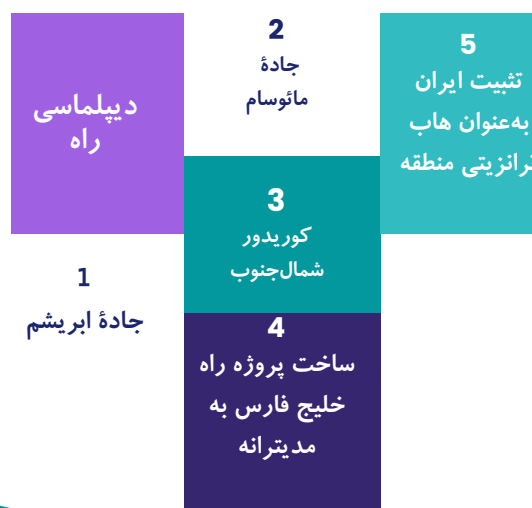 دیپلماسی
راه
1
جادهٔ ابریشم
2
جادهٔ
مائوسام
3
کوریدور
شمال‌جنوب
4
ساخت پروژه راه
خلیج فارس به
مدیترانه
5
تثبیت ایران
به‌عنوان هاب
ترانزیتی منطقه